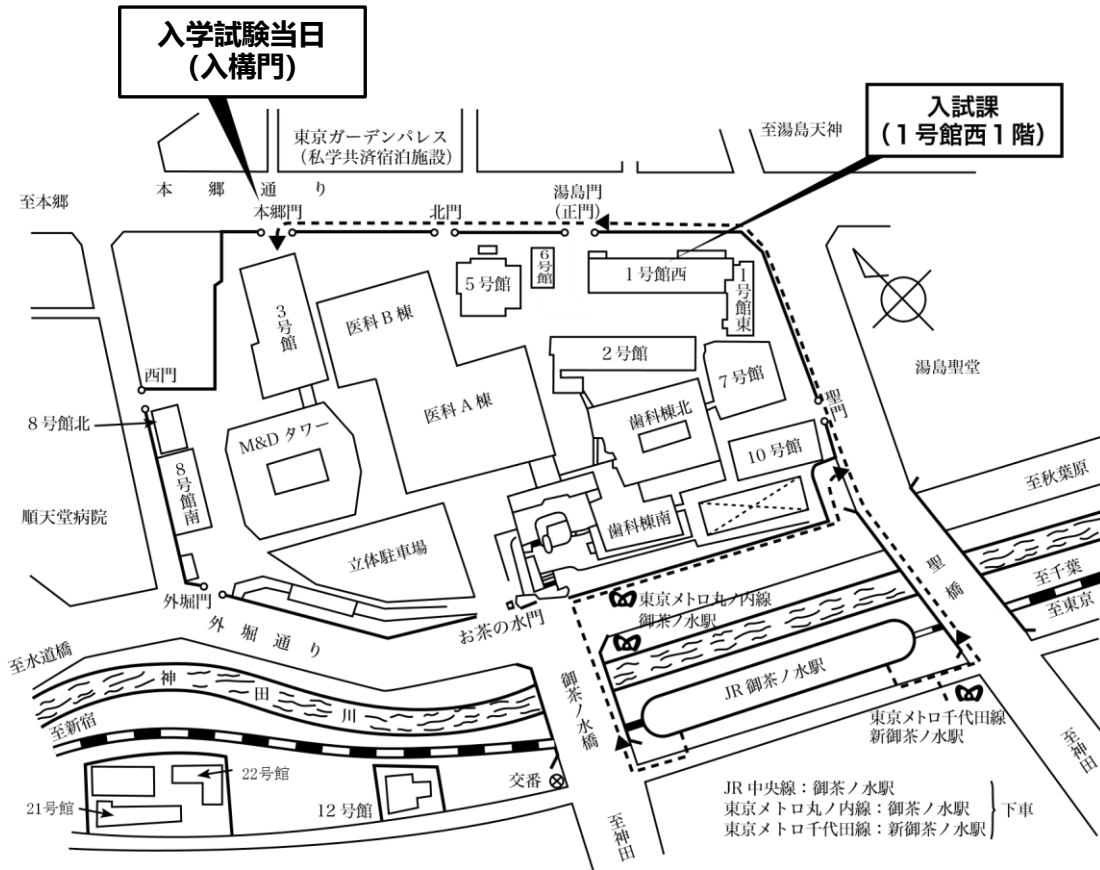 入学試験当日
(入構門)
入試課
(１号館西１階)
東京ガーデンパレス
(私学共済宿泊施設)
至湯島天神
至本郷
本郷通り
本郷門
北門
湯島門
(正門)
6号館
5号館
1号館西
1号館東
3号館
医科B棟
2号館
7号館
湯島聖堂
西門
医科A棟
歯科棟北
聖門
8号館北
M&Dタワー
10号館
8号館南
至秋葉原
順天堂病院
歯科棟南
立体駐車場
聖橋
至千葉
至東京
外堀門
東京メトロ丸ノ内線
御茶ノ水駅
お茶の水門
外堀通り
至水道橋
神田川
御茶ノ水橋
JR御茶ノ水駅
至新宿
東京メトロ千代田線
新御茶ノ水駅
至神田
22号館
交番
21号館
12号館
JR中央線：御茶ノ水駅
東京メトロ丸ノ内線：御茶ノ水駅
東京メトロ千代田線：新御茶ノ水駅
下車
至神田